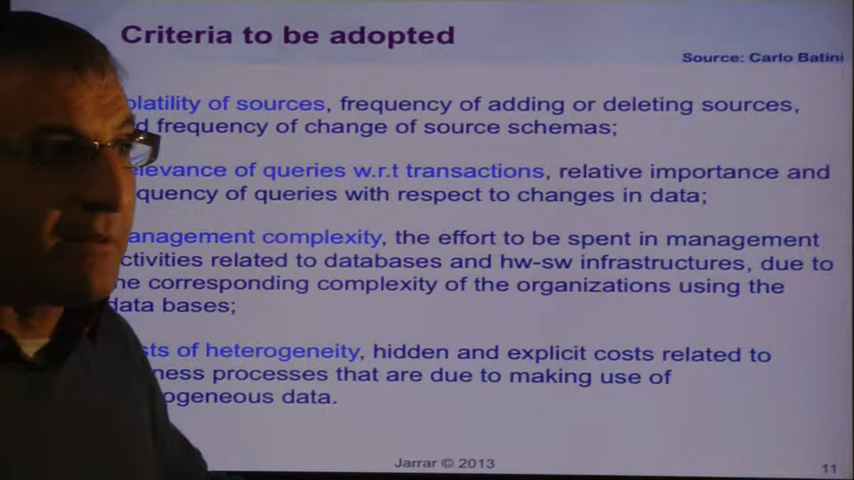 Criteria to be adopted
Source: Carlo Batini
olatility of sources, frequency of adding or deleting sources,
d frequency of change of source schemas;
elevance of queries w.r.t transactions, relative importance and
quency of queries with respect to changes in data;
anagement complexity, the effort to be spent in management
ctivities related to databases and hw-sw infrastructures, due to
he corresponding complexity of the organizations using the
data bases;
sts of heterogeneity, hidden and explicit costs related to
ness processes that are due to making use of
ogeneous data.
Jarrar © 2013
11